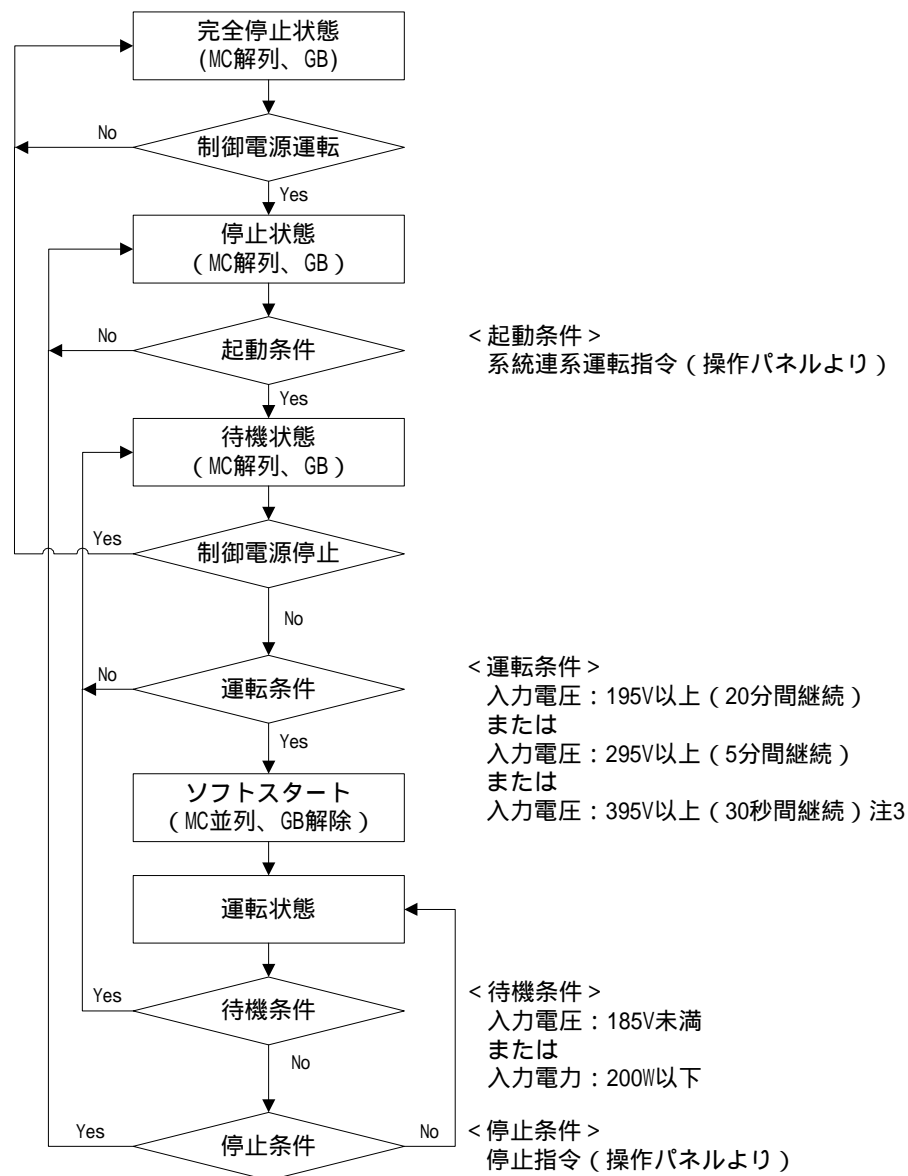 完全停止状態
(MC解列、GB)
No
制御電源運転
Yes
停止状態
(MC解列、GB)
No
起動条件
<起動条件>
系統連系運転指令(操作パネルより)
Yes
待機状態
(MC解列、GB)
Yes
制御電源停止
No
No
運転条件
<運転条件>
入力電圧:195V以上(20分間継続)
または
入力電圧:295V以上(5分間継続)
または
入力電圧:395V以上(30秒間継続)注3
Yes
ソフトスタート
(MC並列、GB解除)
運転状態
Yes
待機条件
<待機条件>
入力電圧:185V未満
または
入力電力:200W以下
No
Yes
停止条件
No
<停止条件>
停止指令(操作パネルより)